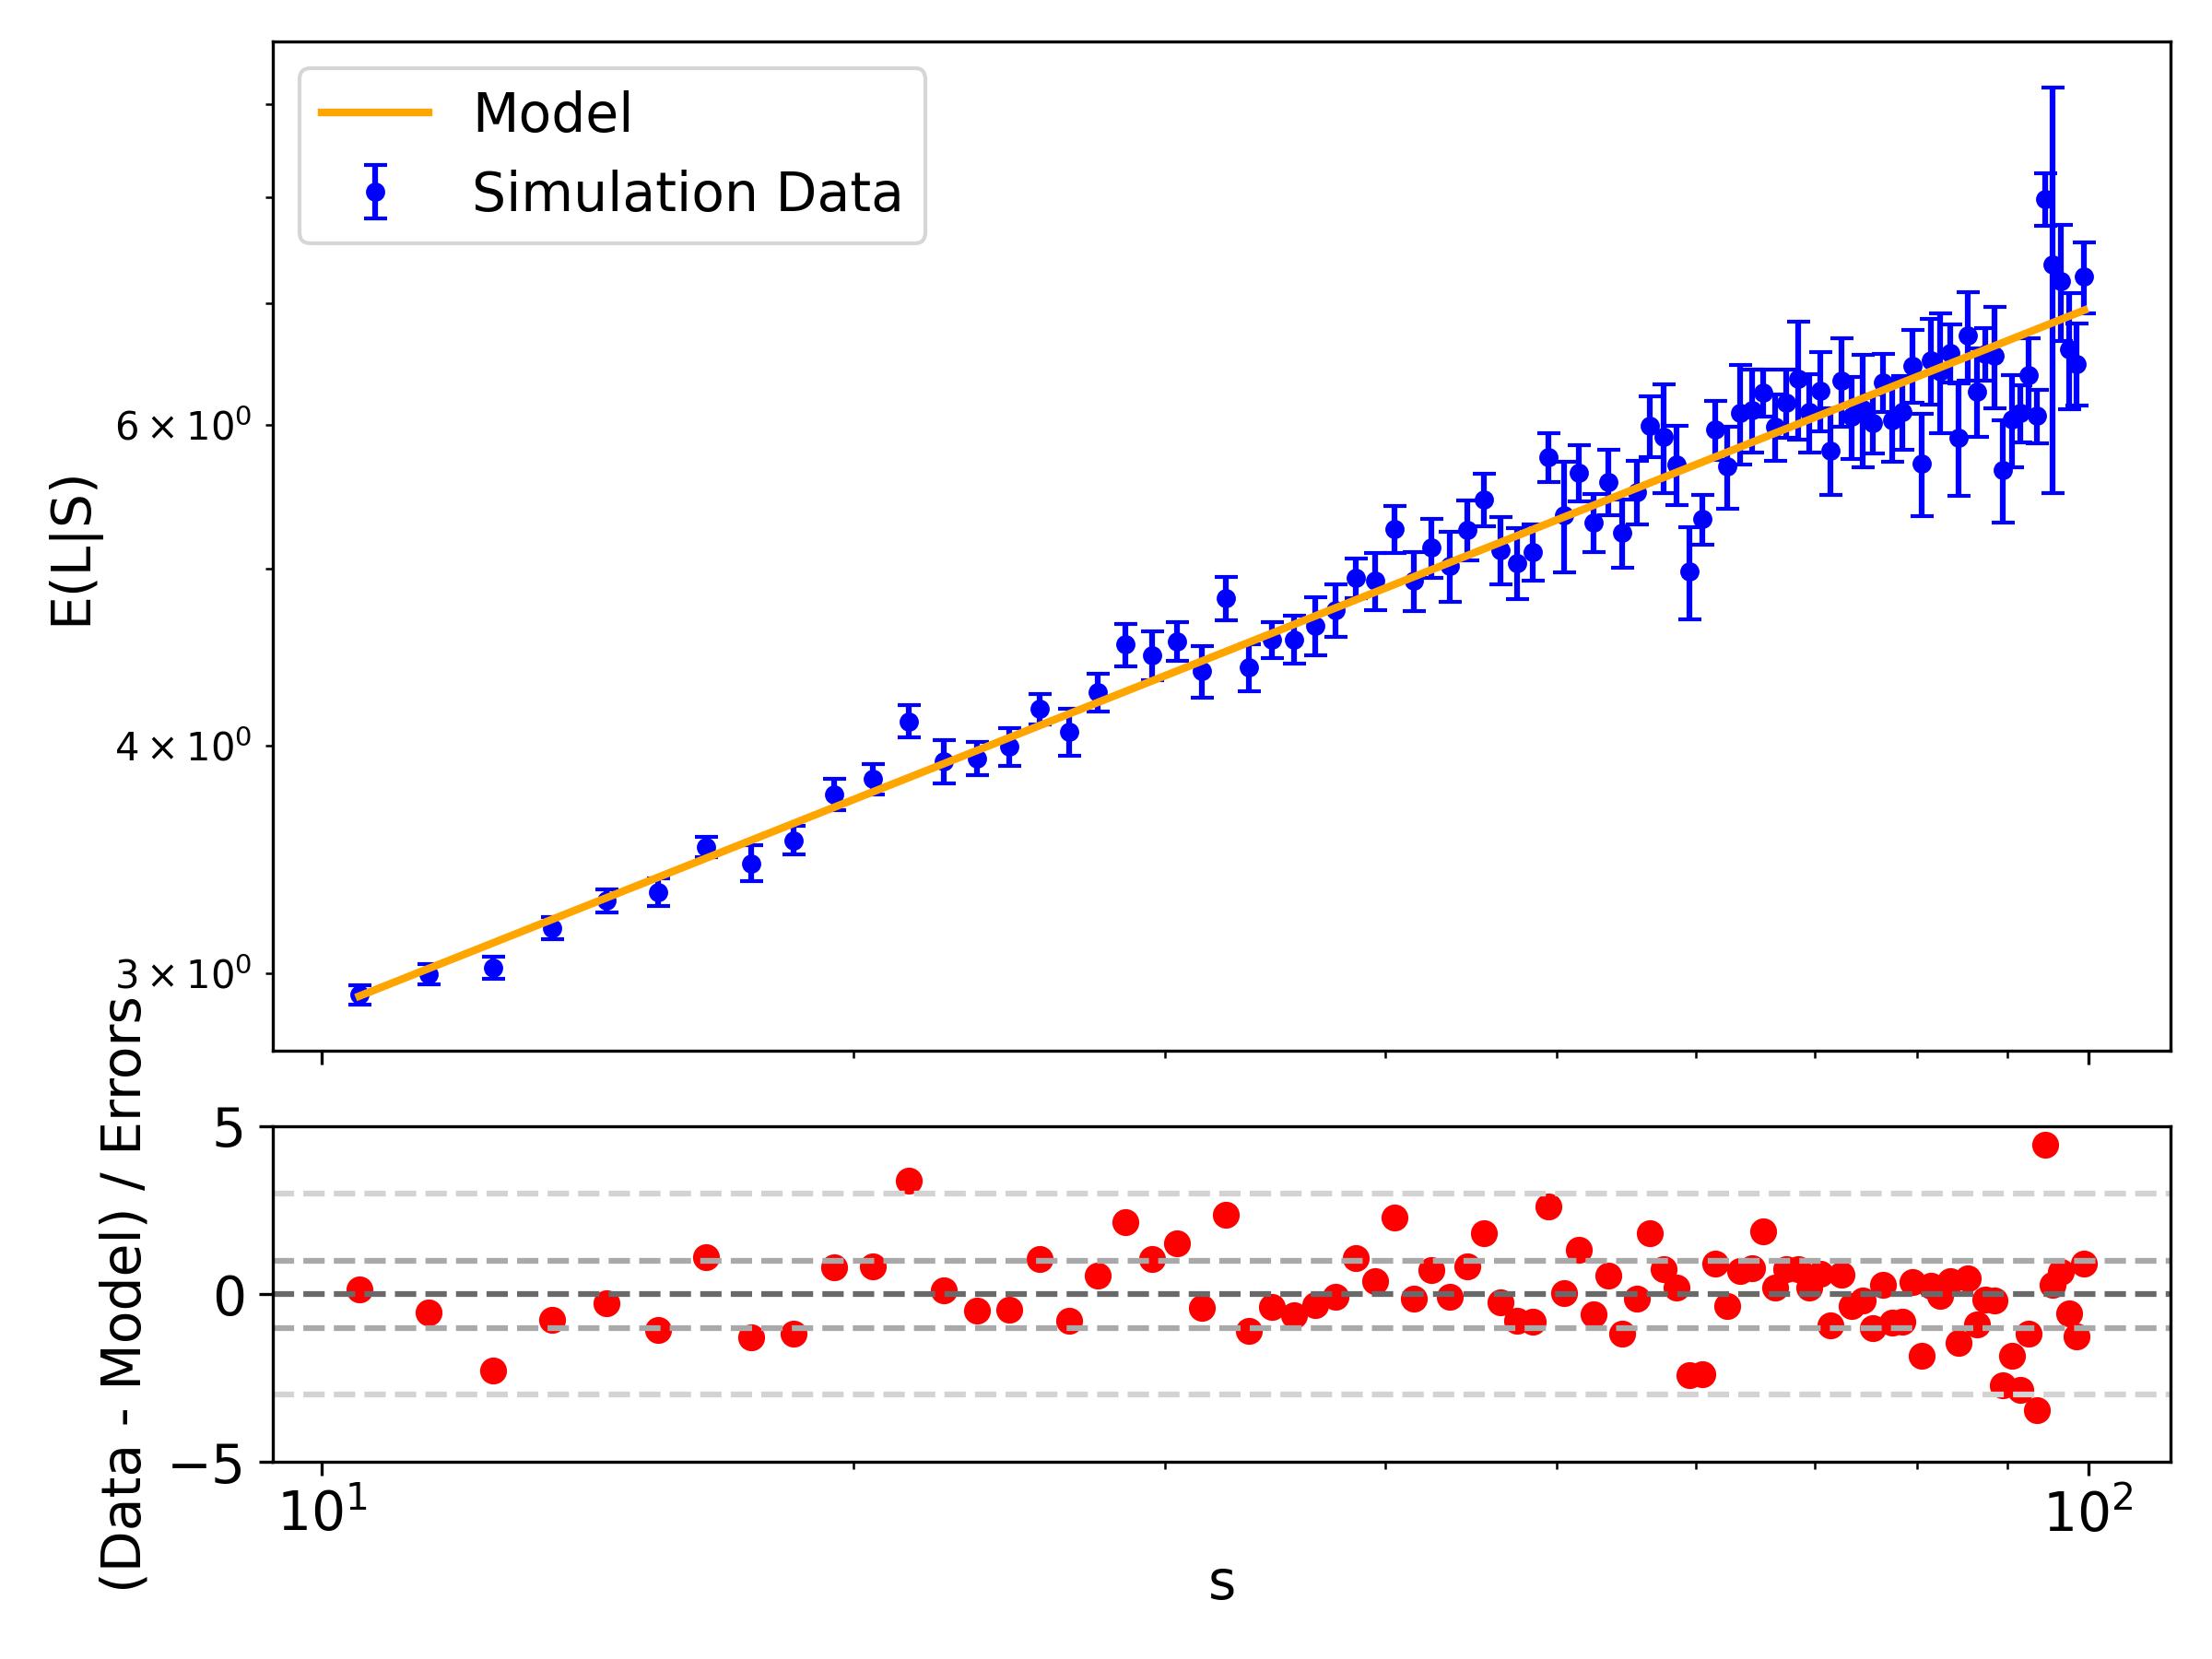 Model
Simulation Data
E(L|S)
6 × 10⁰
4 × 10⁰
3 × 10⁰
(Data - Model) / Errors
5
0
−5
10¹
10²
s